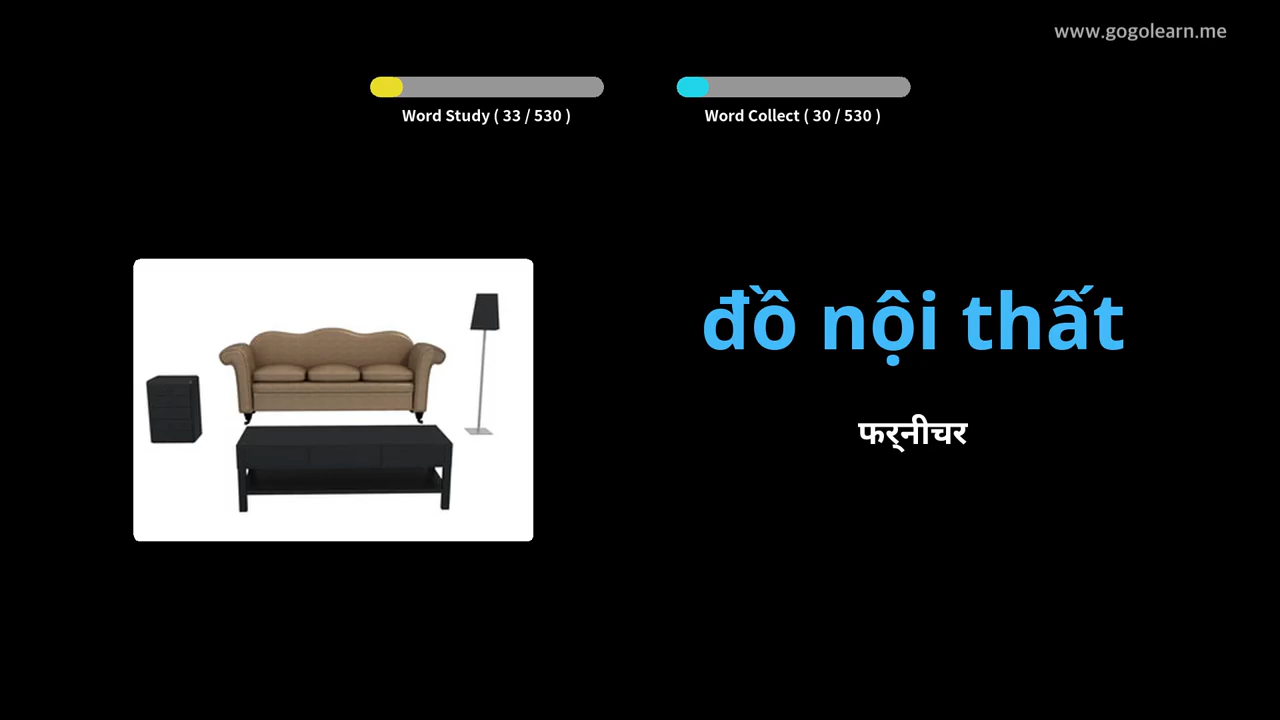 www.gogolearn.me
Word Study ( 33 / 530 )
Word Collect ( 30 / 530 )
đồ nội thất
फर्नीचर